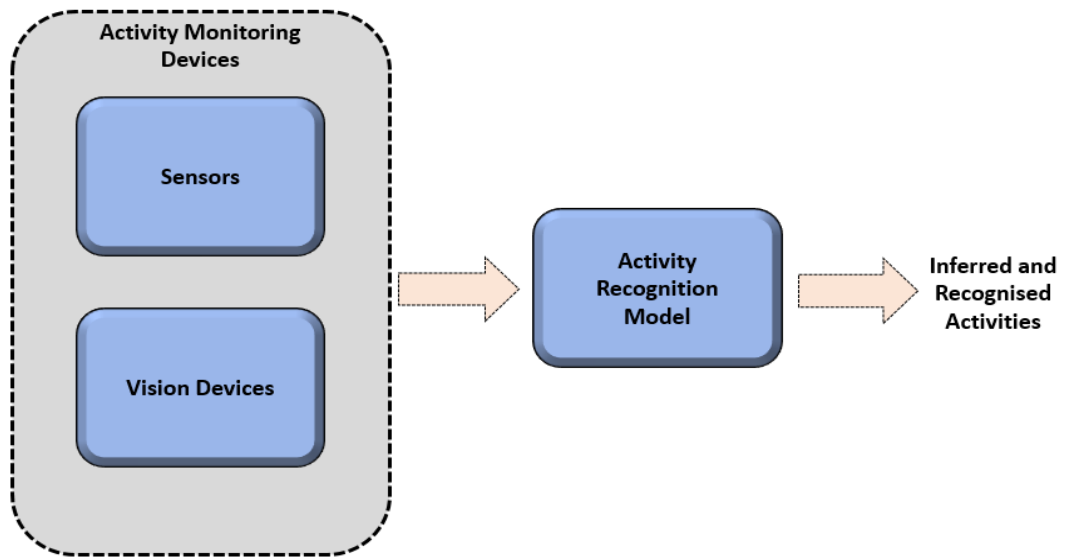 Activity Monitoring
Devices
Sensors
Vision Devices
Activity
Recognition
Model
Inferred and
Recognised
Activities